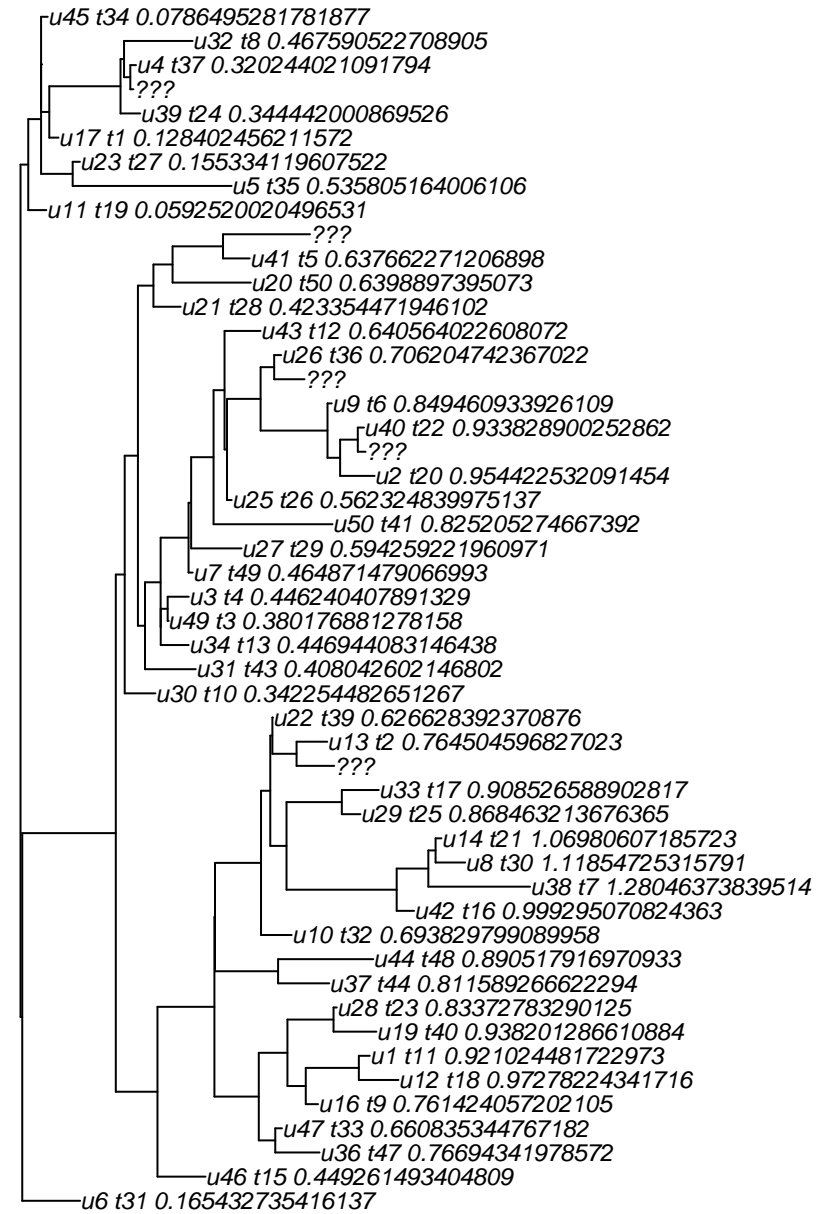 u45 t34 0.0786495281781877
u32 t8 0.467590522708905
u4 t37 0.320244021091794
???
u39 t24 0.344442000869526
u17 t1 0.128402456211572
u23 t27 0.155334119607522
u5 t35 0.535805164006106
u11 t19 0.0592520020496531
???
u41 t5 0.637662271206898
u20 t50 0.6398897395073
u21 t28 0.423354471946102
u43 t12 0.640564022608072
u26 t36 0.706204742367022
???
u9 t6 0.849460933926109
u40 t22 0.933828900252862
???
u2 t20 0.954422532091454
u25 t26 0.562324839975137
u50 t41 0.825205274667392
u27 t29 0.594259221960971
u7 t49 0.464871479066993
u3 t4 0.446240407891329
u49 t3 0.380176881278158
u34 t13 0.446944083146438
u31 t43 0.408042602146802
u30 t10 0.342254482651267
u22 t39 0.626628392370876
u13 t2 0.764504596827023
???
u33 t17 0.908526588902817
u29 t25 0.868463213676365
u14 t21 1.06980607185723
u8 t30 1.11854725315791
u38 t7 1.28046373839514
u42 t16 0.999295070824363
u10 t32 0.693829799089958
u44 t48 0.890517916970933
u37 t44 0.811589266622294
u28 t23 0.83372783290125
u19 t40 0.938201286610884
u1 t11 0.921024481722973
u12 t18 0.97278224341716
u16 t9 0.761424057202105
u47 t33 0.660835344767182
u36 t47 0.76694341978572
u46 t15 0.449261493404809
u6 t31 0.165432735416137